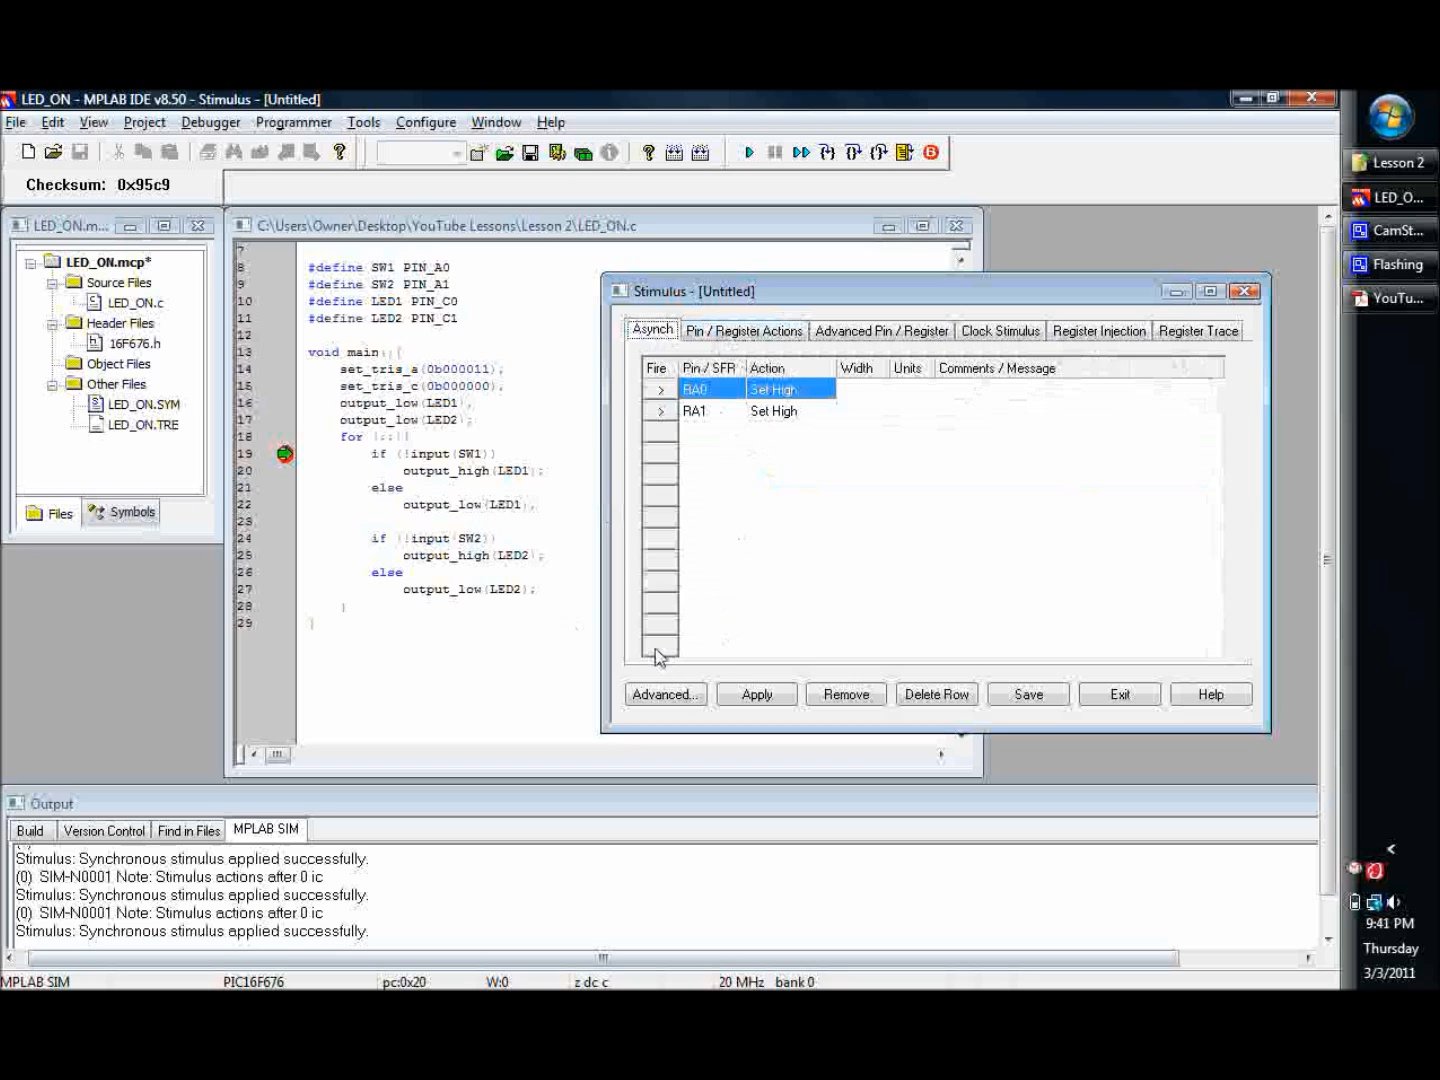 LED_ON - MPLAB IDE v8.50 - Stimulus - [Untitled]
File Edit View Project Debugger Programmer Tools Configure Window Help
Checksum: 0x95c9
LED_ON.m...
LED_ON.mcp*
Source Files
LED_ON.c
Header Files
16F676.h
Object Files
Other Files
LED_ON.SYM
LED_ON.TRE
Files Symbols
C:\Users\Owner\Desktop\YouTube Lessons\Lesson 2\LED_ON.c
7
8 #define SW1 PIN_A0
9 #define SW2 PIN_A1
10 #define LED1 PIN_C0
11 #define LED2 PIN_C1
12
13 void main() {
14 set_tris_a(0b000011);
15 set_tris_c(0b000000);
16 output_low(LED1);
17 output_low(LED2);
18 for (;;){
19 if (!input(SW1))
20 output_high(LED1);
21 else
22 output_low(LED1);
23
24 if (!input(SW2))
25 output_high(LED2);
26 else
27 output_low(LED2);
28 }
29 }
Stimulus - [Untitled]
Asynch Pin / Register Actions Advanced Pin / Register Clock Stimulus Register Injection Register Trace
Fire Pin / SFR Action Width Units Comments / Message
> RA0 Set High
> RA1 Set High
Advanced... Apply Remove Delete Row Save Exit Help
Output
Build Version Control Find in Files MPLAB SIM
Stimulus: Synchronous stimulus applied successfully.
(0) SIM-N0001 Note: Stimulus actions after 0 ic
Stimulus: Synchronous stimulus applied successfully.
(0) SIM-N0001 Note: Stimulus actions after 0 ic
Stimulus: Synchronous stimulus applied successfully.
MPLAB SIM PIC16F676 pc:0x20 W:0 z dc c 20 MHz bank 0
Lesson 2
LED_O...
CamSt...
Flashing
YouTu...
9:41 PM
Thursday
3/3/2011